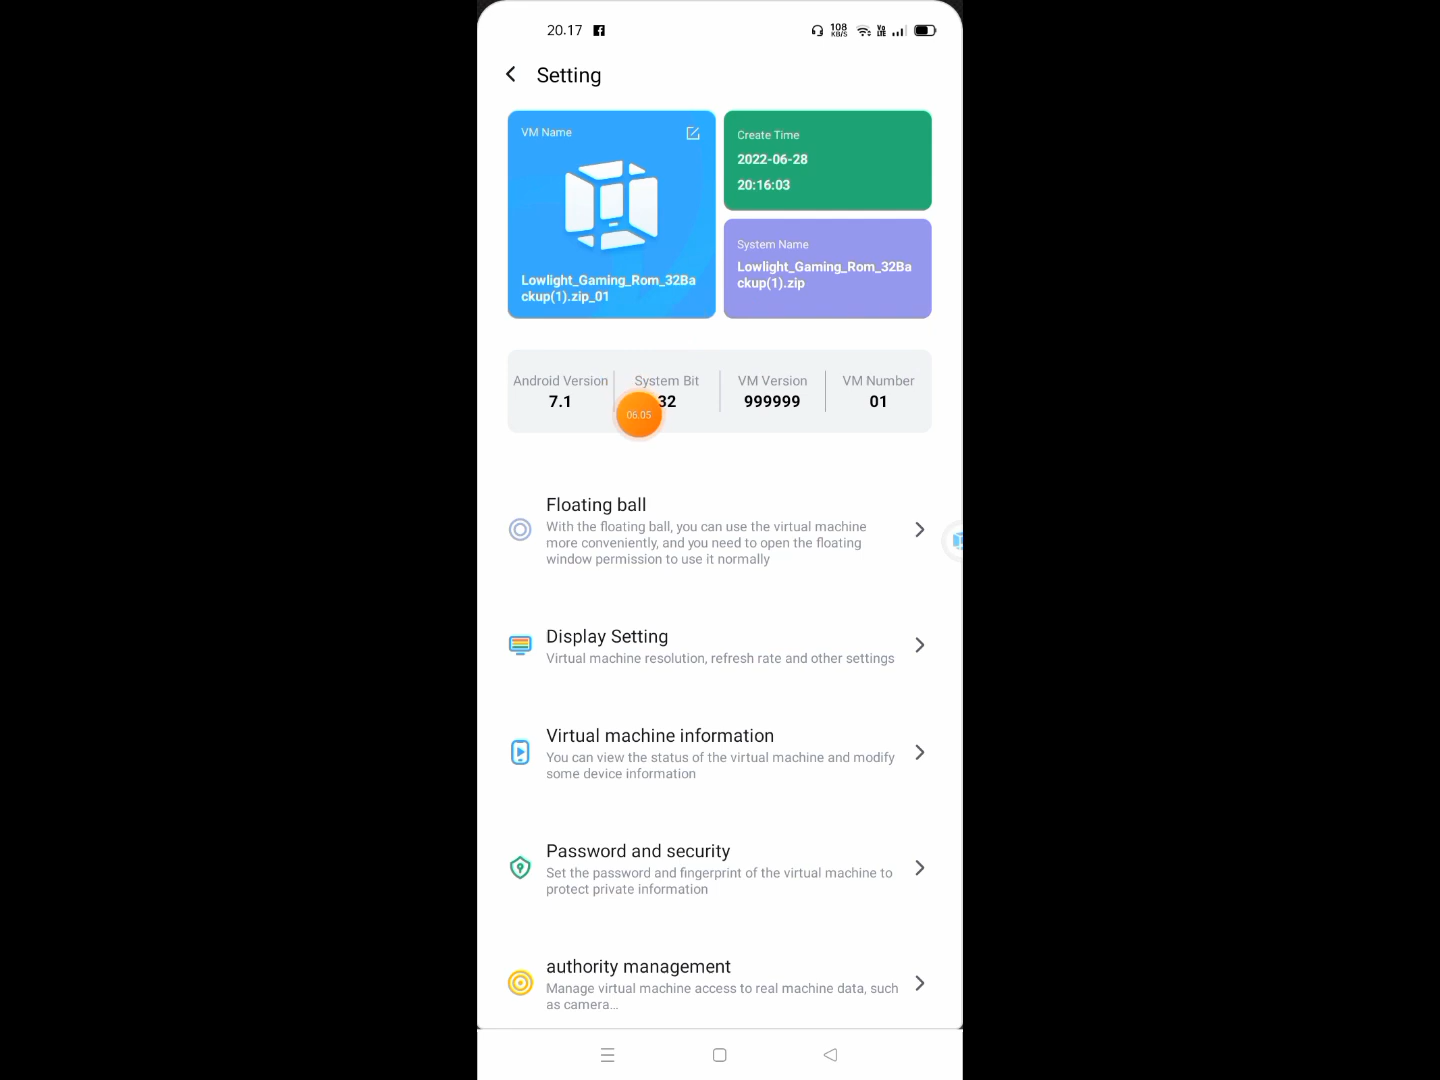 20.17
108
KB/S
Vo
LTE
Setting
VM Name
Lowlight_Gaming_Rom_32Ba
ckup(1).zip_01
Create Time
2022-06-28
20:16:03
System Name
Lowlight_Gaming_Rom_32Ba
ckup(1).zip
Android Version
7.1
System Bit
32
VM Version
999999
VM Number
01
06.05
Floating ball
With the floating ball, you can use the virtual machine
more conveniently, and you need to open the floating
window permission to use it normally
Display Setting
Virtual machine resolution, refresh rate and other settings
Virtual machine information
You can view the status of the virtual machine and modify
some device information
Password and security
Set the password and fingerprint of the virtual machine to
protect private information
authority management
Manage virtual machine access to real machine data, such
as camera...